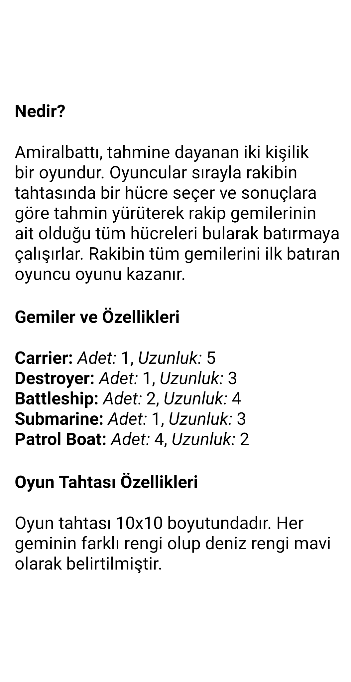 Nedir?
Amiralbattı, tahmine dayanan iki kişilik
bir oyundur. Oyuncular sırayla rakibin
tahtasında bir hücre seçer ve sonuçlara
göre tahmin yürüterek rakip gemilerinin
ait olduğu tüm hücreleri bularak batırmaya
çalışırlar. Rakibin tüm gemilerini ilk batıran
oyuncu oyunu kazanır.
Gemiler ve Özellikleri
Carrier: Adet: 1, Uzunluk: 5
Destroyer: Adet: 1, Uzunluk: 3
Battleship: Adet: 2, Uzunluk: 4
Submarine: Adet: 1, Uzunluk: 3
Patrol Boat: Adet: 4, Uzunluk: 2
Oyun Tahtası Özellikleri
Oyun tahtası 10x10 boyutundadır. Her
geminin farklı rengi olup deniz rengi mavi
olarak belirtilmiştir.